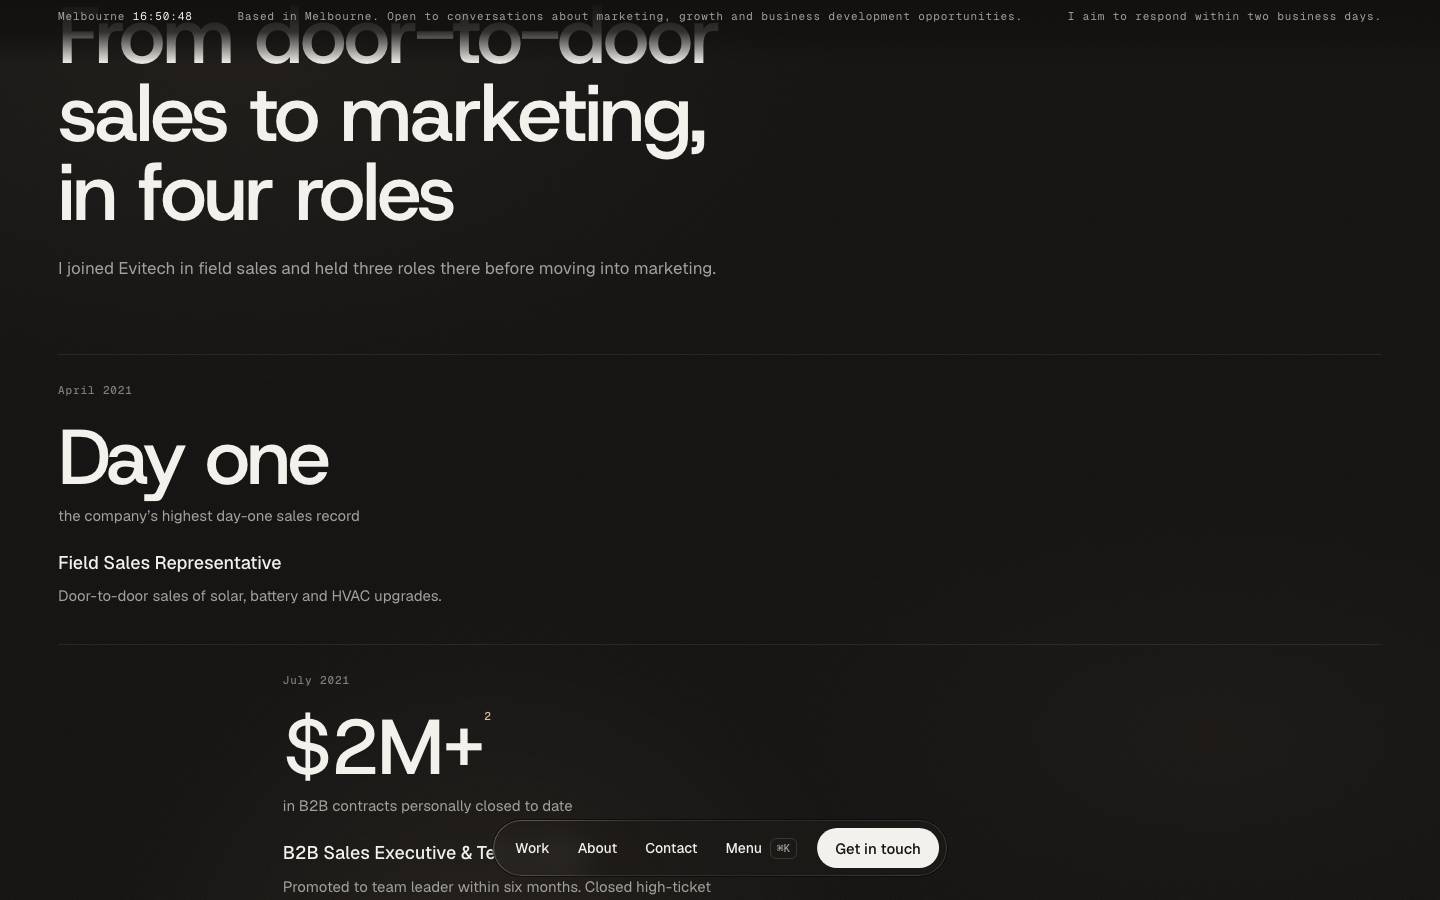 Melbourne 16:50:48 Based in Melbourne. Open to conversations about marketing, growth and business development opportunities. I aim to respond within two business days.
From door-to-door
sales to marketing,
in four roles
I joined Evitech in field sales and held three roles there before moving into marketing.
April 2021
Day one
the company's highest day-one sales record
Field Sales Representative
Door-to-door sales of solar, battery and HVAC upgrades.
July 2021
$2M+ 2
in B2B contracts personally closed to date
B2B Sales Executive &
Work About Contact Menu ⌘K Get in touch
Promoted to team leader within six months. Closed high-ticket